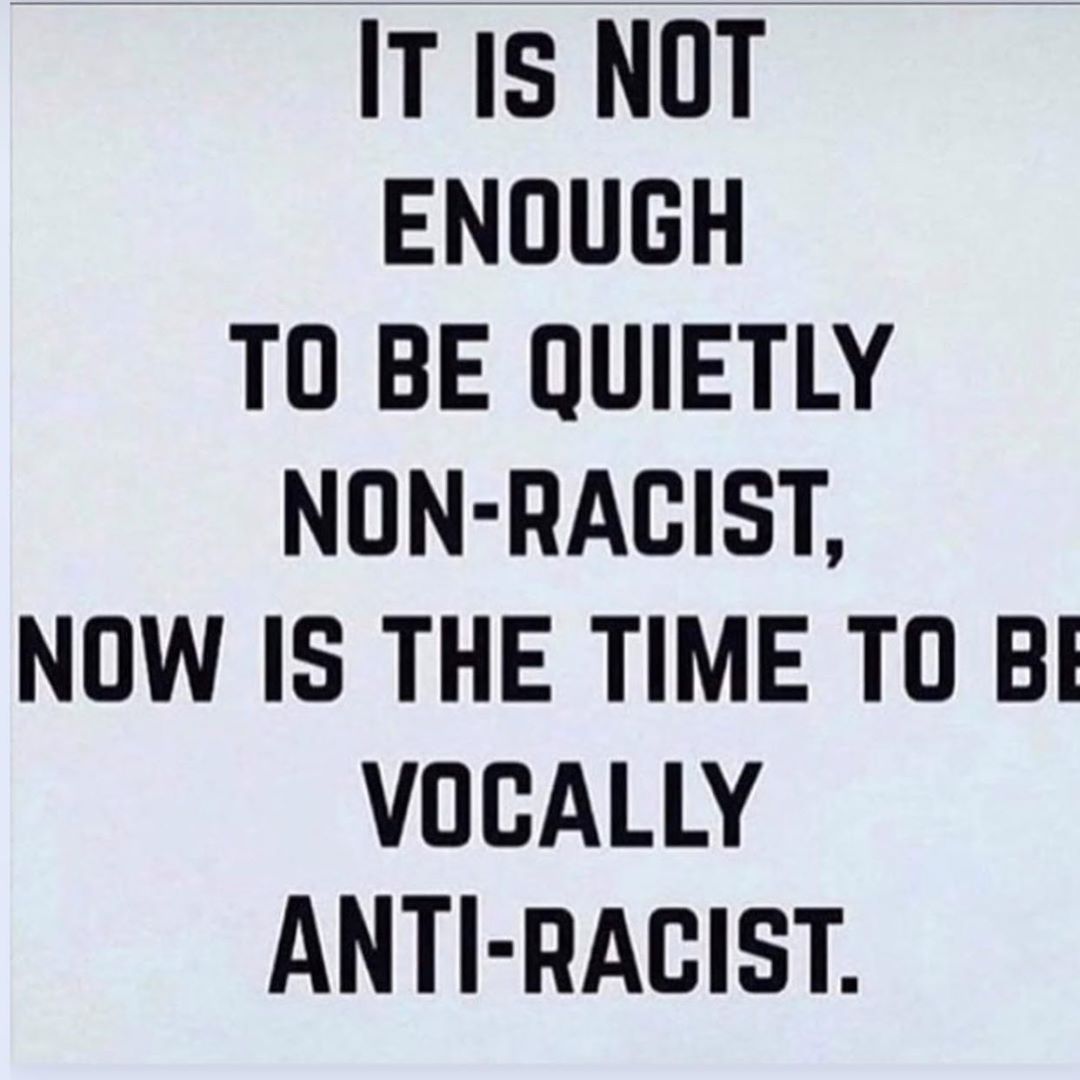 It is NOT
ENOUGH
TO BE QUIETLY
NON-RACIST,
NOW IS THE TIME TO BE
VOCALLY
ANTI-RACIST.